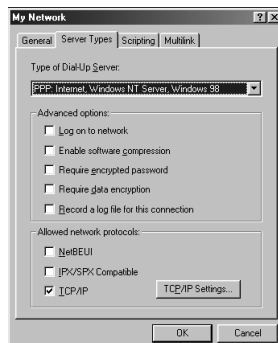 My Network
General Server Types Scripting Multilink
Type of Dial-Up Server:
PPP: Internet, Windows NT Server, Windows 98
Advanced options:
Log on to network
Enable software compression
Require encrypted password
Require data encryption
Record a log file for this connection
Allowed network protocols:
NetBEUI
IPX/SPX Compatible
TCP/IP TCP/IP Settings...
OK Cancel